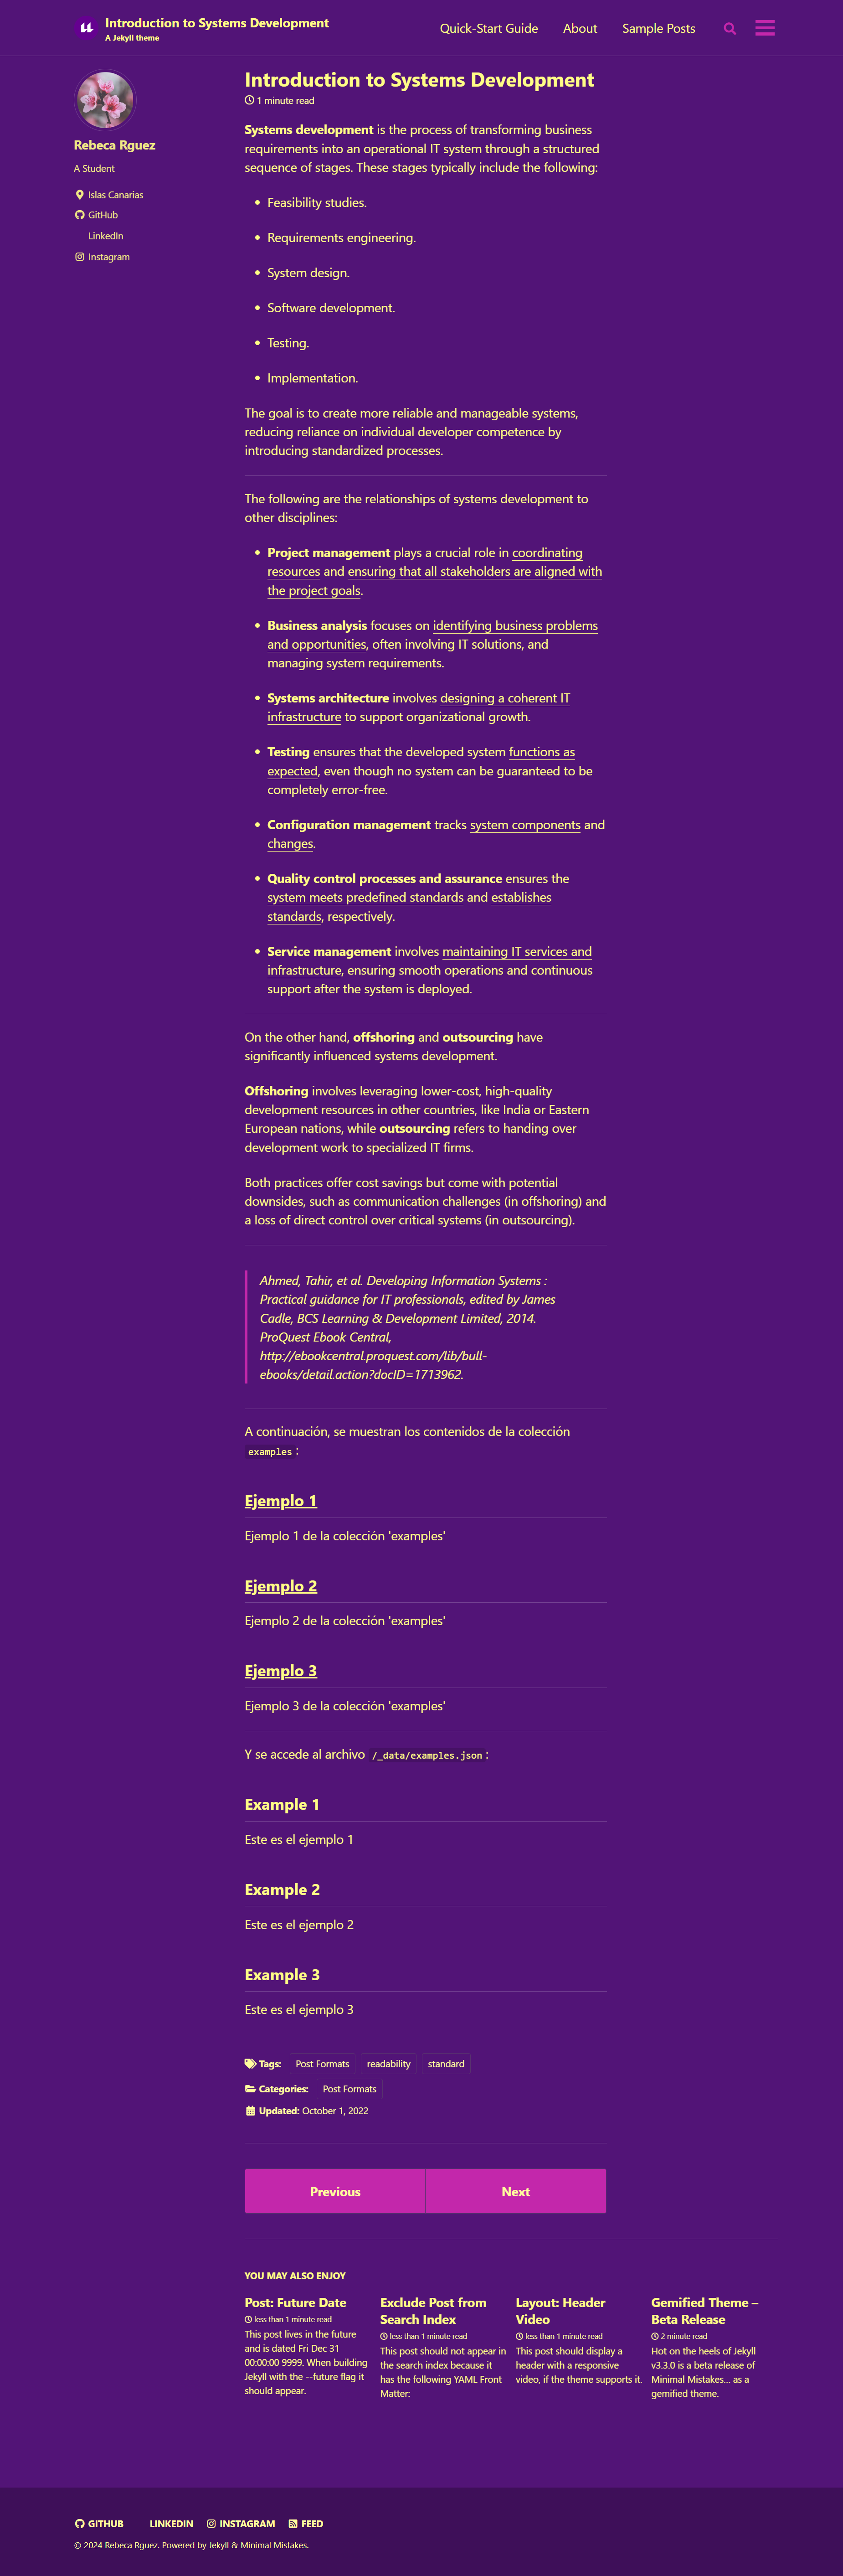 Introduction to Systems Development
A Jekyll theme
Quick-Start Guide
About
Sample Posts
Rebeca Rguez
A Student
Islas Canarias
GitHub
LinkedIn
Instagram
Introduction to Systems Development
1 minute read
Systems development is the process of transforming business
requirements into an operational IT system through a structured
sequence of stages. These stages typically include the following:
• Feasibility studies.
• Requirements engineering.
• System design.
• Software development.
• Testing.
• Implementation.
The goal is to create more reliable and manageable systems,
reducing reliance on individual developer competence by
introducing standardized processes.
The following are the relationships of systems development to
other disciplines:
• Project management plays a crucial role in coordinating
resources and ensuring that all stakeholders are aligned with
the project goals.
• Business analysis focuses on identifying business problems
and opportunities, often involving IT solutions, and
managing system requirements.
• Systems architecture involves designing a coherent IT
infrastructure to support organizational growth.
• Testing ensures that the developed system functions as
expected, even though no system can be guaranteed to be
completely error-free.
• Configuration management tracks system components and
changes.
• Quality control processes and assurance ensures the
system meets predefined standards and establishes
standards, respectively.
• Service management involves maintaining IT services and
infrastructure, ensuring smooth operations and continuous
support after the system is deployed.
On the other hand, offshoring and outsourcing have
significantly influenced systems development.
Offshoring involves leveraging lower-cost, high-quality
development resources in other countries, like India or Eastern
European nations, while outsourcing refers to handing over
development work to specialized IT firms.
Both practices offer cost savings but come with potential
downsides, such as communication challenges (in offshoring) and
a loss of direct control over critical systems (in outsourcing).
Ahmed, Tahir, et al. Developing Information Systems :
Practical guidance for IT professionals, edited by James
Cadle, BCS Learning & Development Limited, 2014.
ProQuest Ebook Central,
http://ebookcentral.proquest.com/lib/bull-
ebooks/detail.action?docID=1713962.
A continuación, se muestran los contenidos de la colección
examples :
Ejemplo 1
Ejemplo 1 de la colección 'examples'
Ejemplo 2
Ejemplo 2 de la colección 'examples'
Ejemplo 3
Ejemplo 3 de la colección 'examples'
Y se accede al archivo /_data/examples.json :
Example 1
Este es el ejemplo 1
Example 2
Este es el ejemplo 2
Example 3
Este es el ejemplo 3
Tags: Post Formats readability standard
Categories: Post Formats
Updated: October 1, 2022
Previous
Next
YOU MAY ALSO ENJOY
Post: Future Date
less than 1 minute read
This post lives in the future
and is dated Fri Dec 31
00:00:00 9999. When building
Jekyll with the --future flag it
should appear.
Exclude Post from
Search Index
less than 1 minute read
This post should not appear in
the search index because it
has the following YAML Front
Matter:
Layout: Header
Video
less than 1 minute read
This post should display a
header with a responsive
video, if the theme supports it.
Gemified Theme –
Beta Release
2 minute read
Hot on the heels of Jekyll
v3.3.0 is a beta release of
Minimal Mistakes… as a
gemified theme.
GITHUB LINKEDIN INSTAGRAM FEED
© 2024 Rebeca Rguez. Powered by Jekyll & Minimal Mistakes.